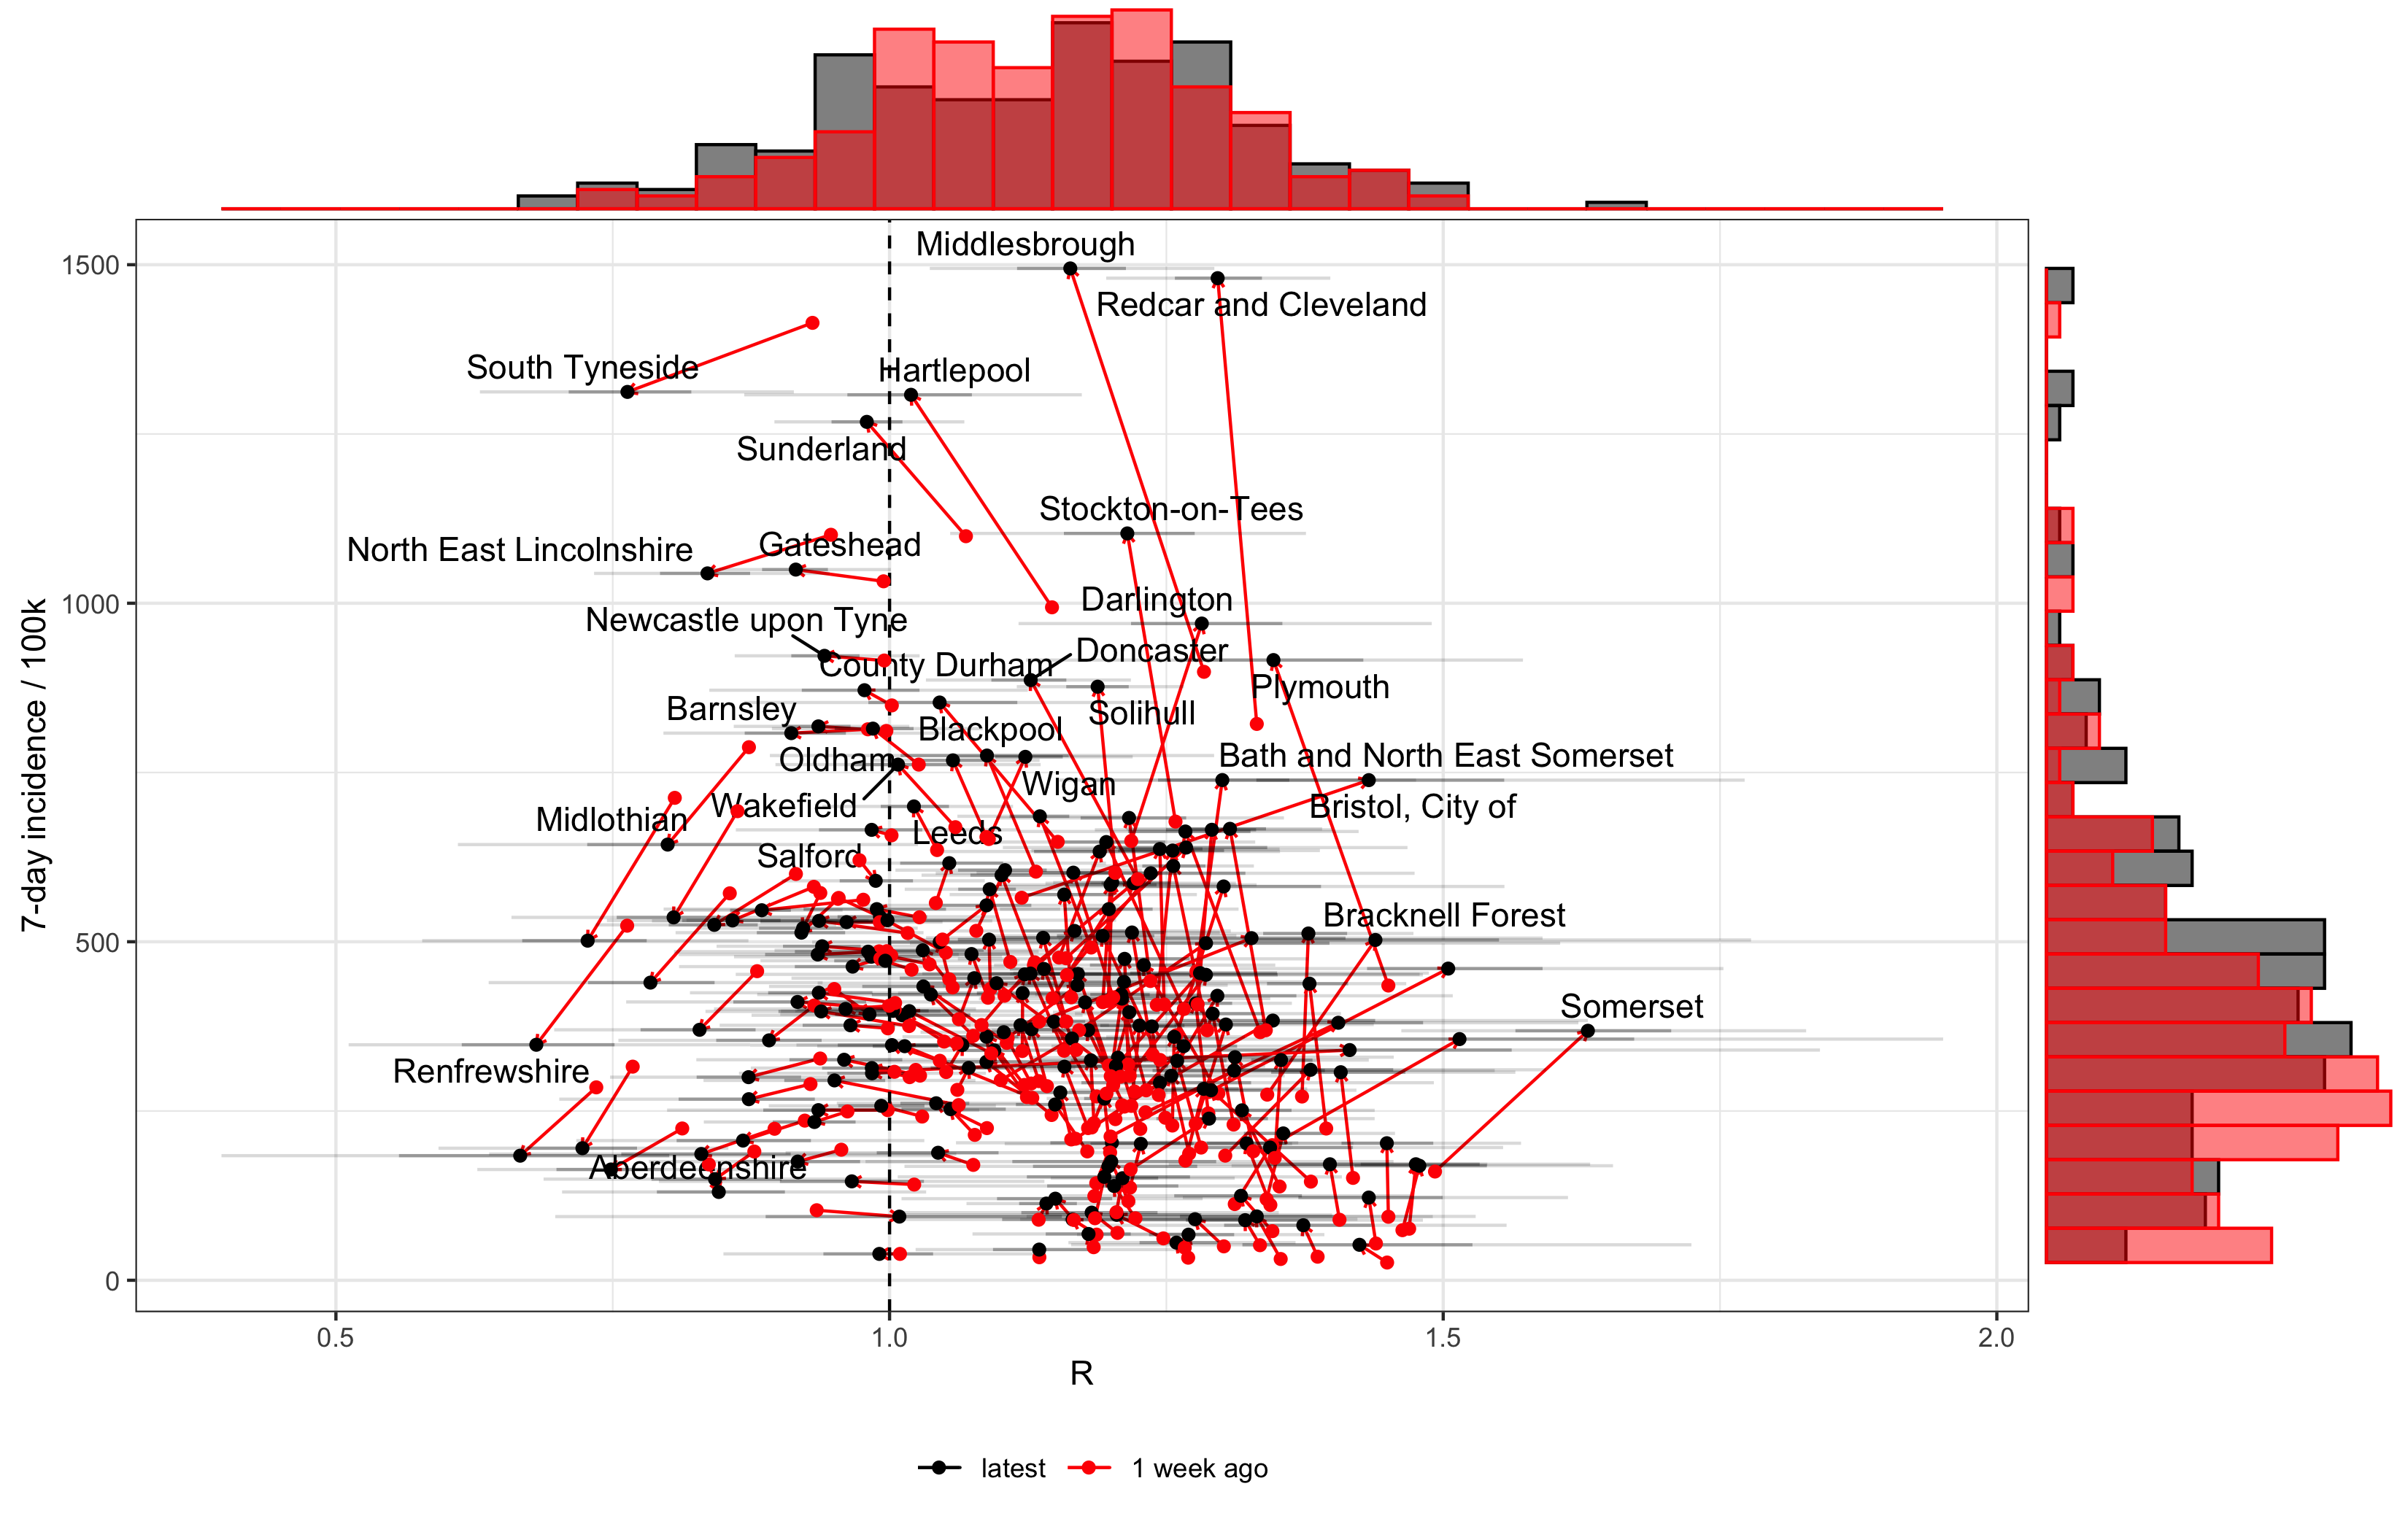 Middlesbrough
1500
Redcar and Cleveland
South Tyneside
Hartlepool
Sunderland
Stockton-on-Tees
North East Lincolnshire
Gateshead
1000
Darlington
Newcastle upon Tyne
County Durham
Doncaster
Plymouth
Barnsley
Solihull
Blackpool
Oldham
Bath and North East Somerset
Wigan
Wakefield
Bristol, City of
Midlothian
Leeds
Salford
7-day incidence / 100k
500
Bracknell Forest
Somerset
Renfrewshire
Aberdeenshire
0
0.5 1.0 1.5 2.0
R
latest 1 week ago